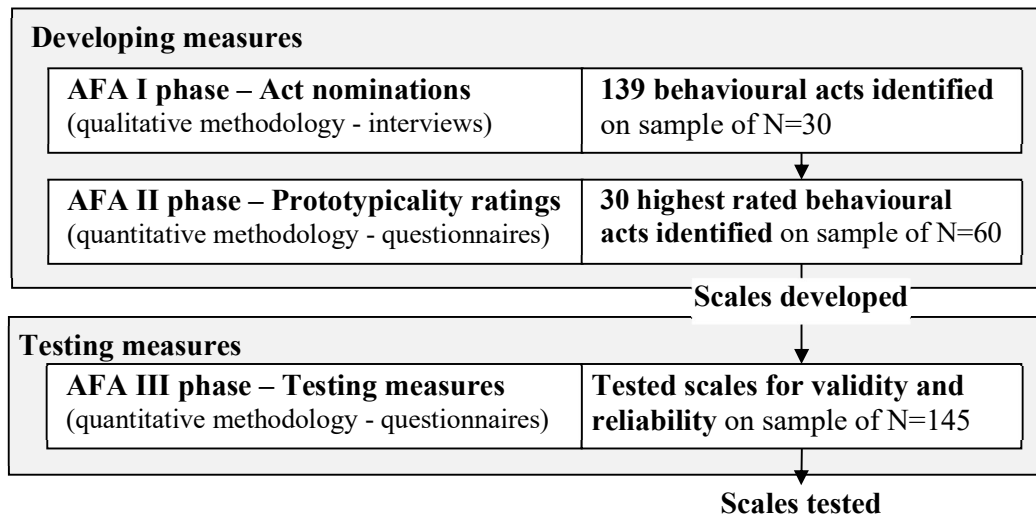 Developing measures
AFA I phase – Act nominations
(qualitative methodology - interviews)
139 behavioural acts identified
on sample of N=30
AFA II phase – Prototypicality ratings
(quantitative methodology - questionnaires)
30 highest rated behavioural
acts identified on sample of N=60
Scales developed
Testing measures
AFA III phase – Testing measures
(quantitative methodology - questionnaires)
Tested scales for validity and
reliability on sample of N=145
Scales tested